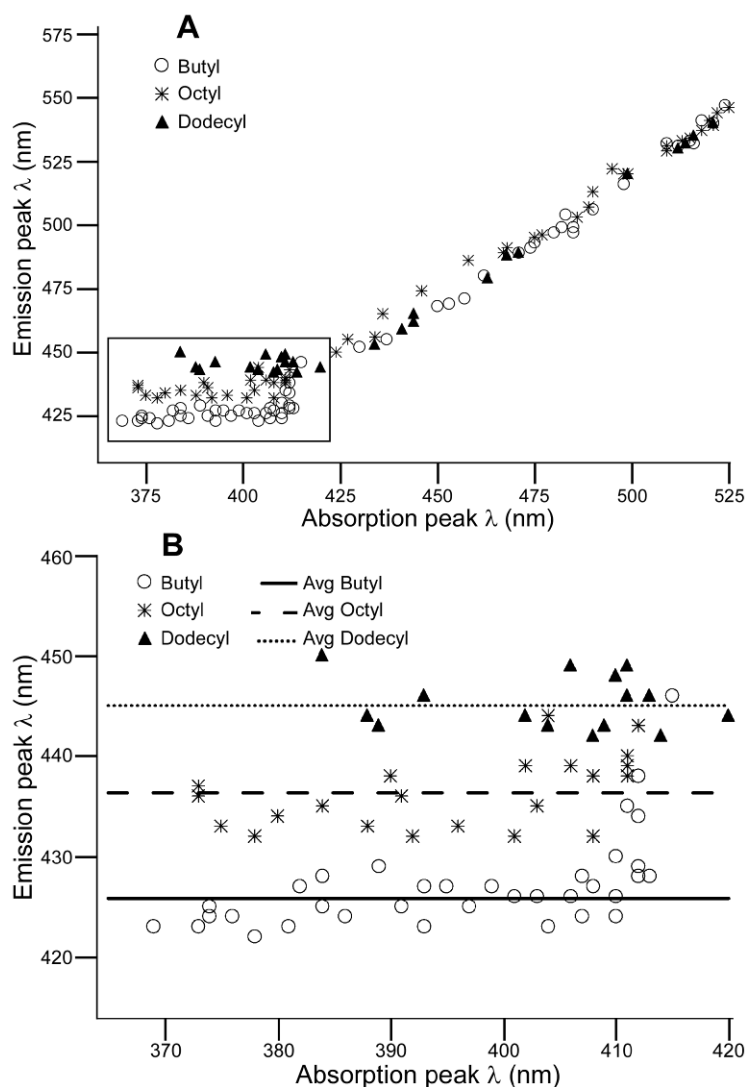 A
Butyl
Octyl
Dodecyl
575
550
525
500
475
450
425
Emission peak λ (nm)
375 400 425 450 475 500 525
Absorption peak λ (nm)
B
Butyl Avg Butyl
Octyl Avg Octyl
Dodecyl Avg Dodecyl
460
450
440
430
420
Emission peak λ (nm)
370 380 390 400 410 420
Absorption peak λ (nm)